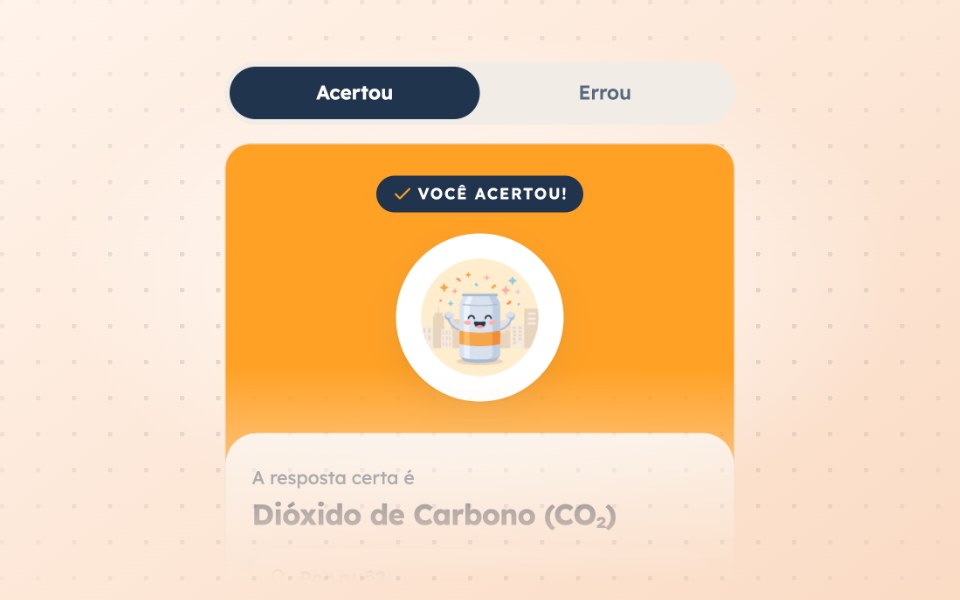 Acertou
Errou
VOCÊ ACERTOU!
A resposta certa é
Dióxido de Carbono (CO₂)